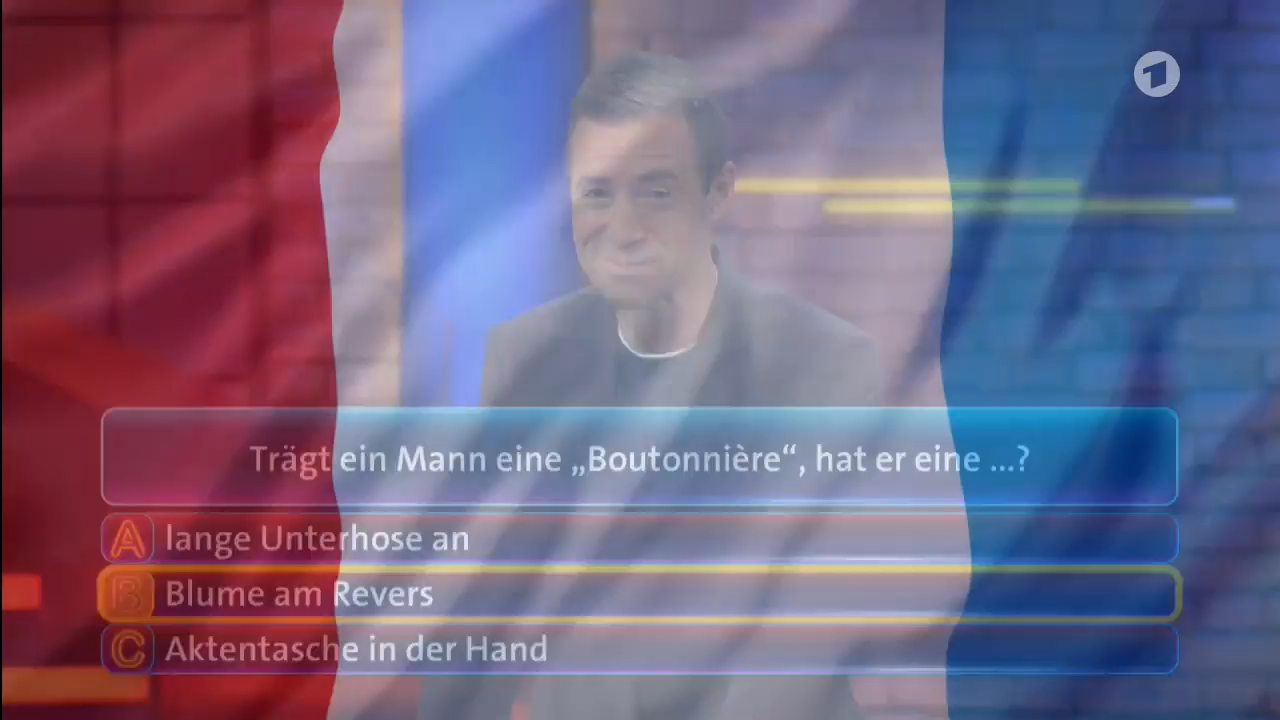 Trägt ein Mann eine „Boutonnière“, hat er eine ...?
A lange Unterhose an
B Blume am Revers
C Aktentasche in der Hand